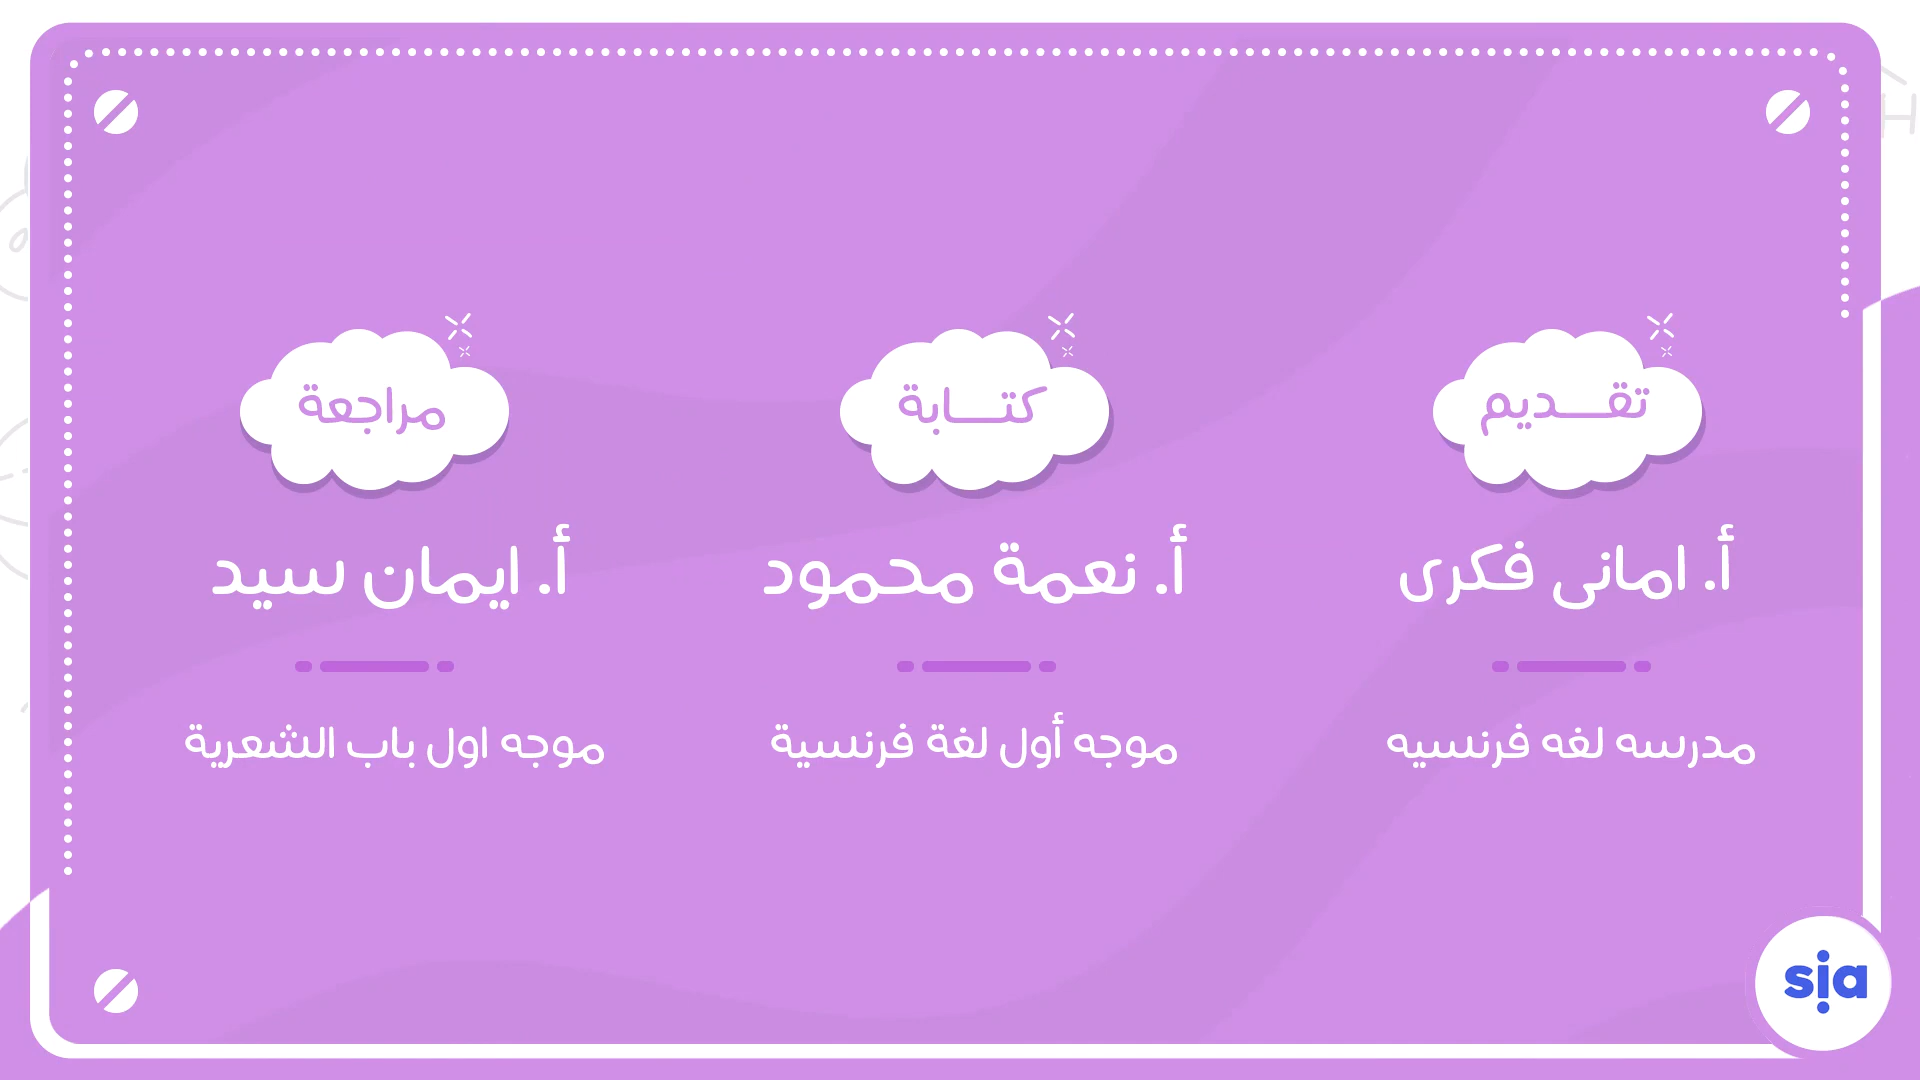 تقـــديم
أ. امانى فكرى
مدرسه لغه فرنسيه
كتـــابة
أ. نعمة محمود
موجه أول لغة فرنسية
مراجعة
أ. ايمان سيد
موجه اول باب الشعرية
sia